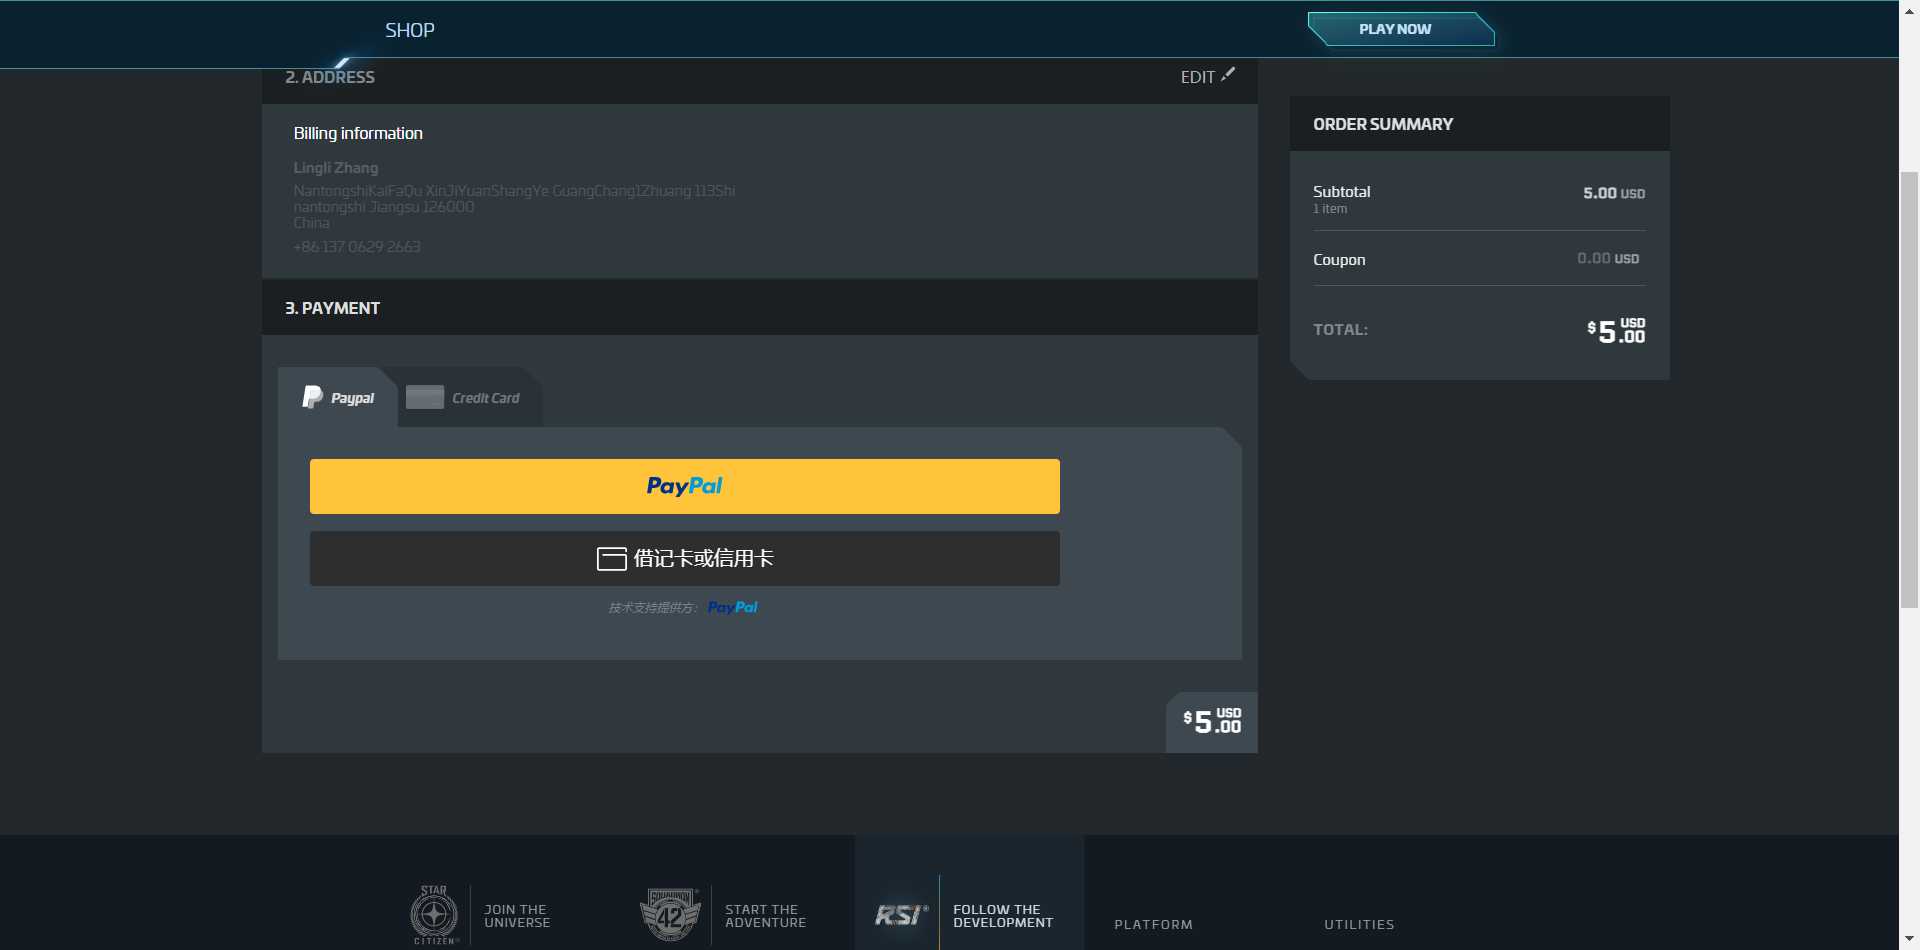 SHOP
PLAY NOW
2. ADDRESS
EDIT
Billing information
Lingli Zhang
NantongshiKaiFaQu XinJiYuanShangYe GuangChang1Zhuang 113Shi
nantongshi Jiangsu 126000
China
+86 137 0629 2663
3. PAYMENT
Paypal
Credit Card
PayPal
借记卡或信用卡
技术支持提供方： PayPal
$5.00 USD
ORDER SUMMARY
Subtotal
5.00 USD
1 item
Coupon
0.00 USD
TOTAL:
$5.00 USD
STAR
CITIZEN
JOIN THE
UNIVERSE
SQUADRON
42
START THE
ADVENTURE
RSI
FOLLOW THE
DEVELOPMENT
PLATFORM
UTILITIES